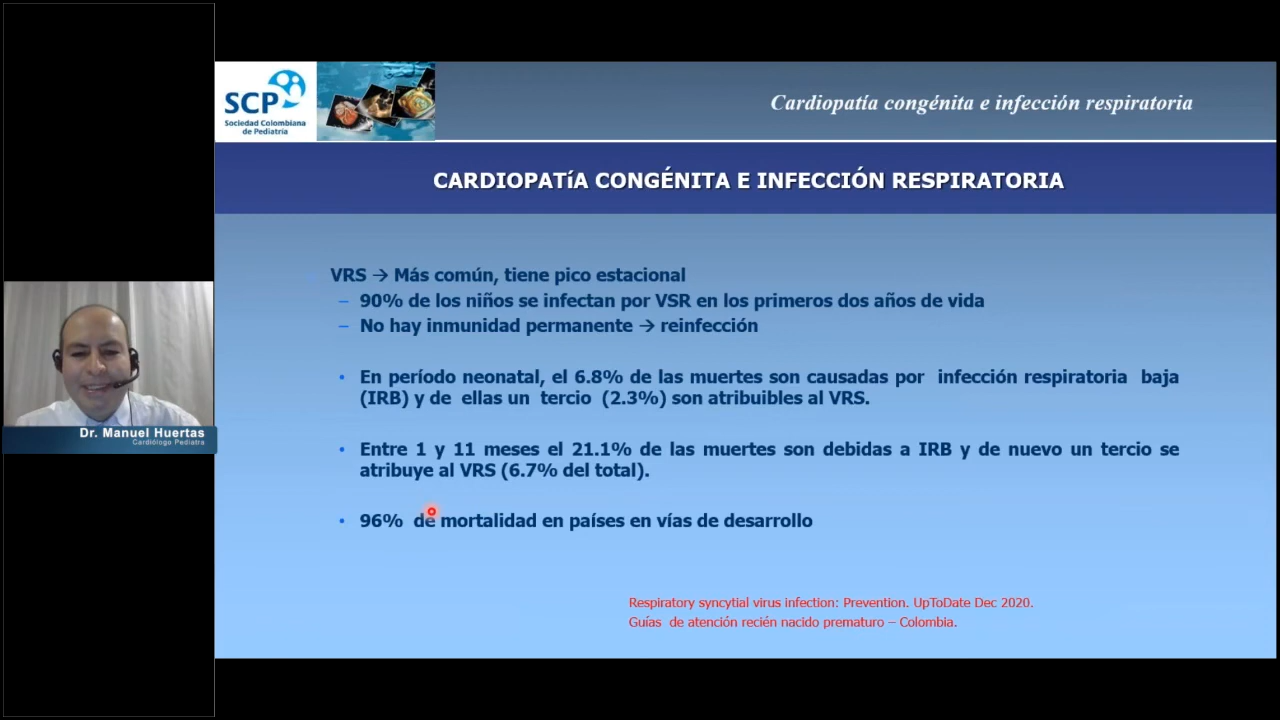 SCP
Sociedad Colombiana
de Pediatría
Cardiopatía congénita e infección respiratoria
CARDIOPATíA CONGÉNITA E INFECCIÓN RESPIRATORIA
VRS → Más común, tiene pico estacional
– 90% de los niños se infectan por VSR en los primeros dos años de vida
– No hay inmunidad permanente → reinfección
• En período neonatal, el 6.8% de las muertes son causadas por infección respiratoria baja
(IRB) y de ellas un tercio (2.3%) son atribuibles al VRS.
• Entre 1 y 11 meses el 21.1% de las muertes son debidas a IRB y de nuevo un tercio se
atribuye al VRS (6.7% del total).
• 96% de mortalidad en países en vías de desarrollo
Respiratory syncytial virus infection: Prevention. UpToDate Dec 2020.
Guías de atención recién nacido prematuro – Colombia.
Dr. Manuel Huertas
Cardiólogo Pediatra